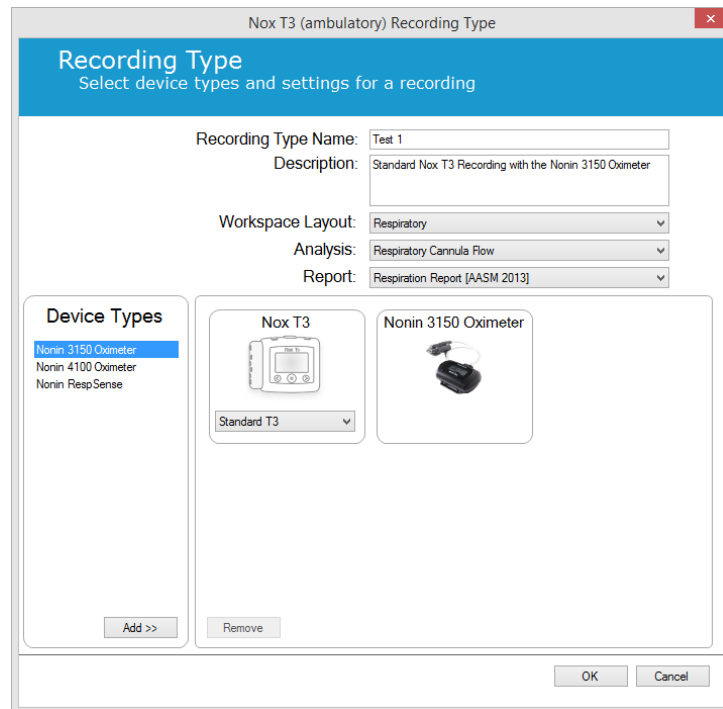 Nox T3 (ambulatory) Recording Type
Recording Type
Select device types and settings for a recording
Recording Type Name: Test 1
Description: Standard Nox T3 Recording with the Nonin 3150 Oximeter
Workspace Layout: Respiratory
Analysis: Respiratory Cannula Flow
Report: Respiration Report [AASM 2013]
Device Types
Nonin 3150 Oximeter
Nonin 4100 Oximeter
Nonin RespSense
Add >>
Nox T3
Nox T3
Standard T3
Nonin 3150 Oximeter
Remove
OK
Cancel